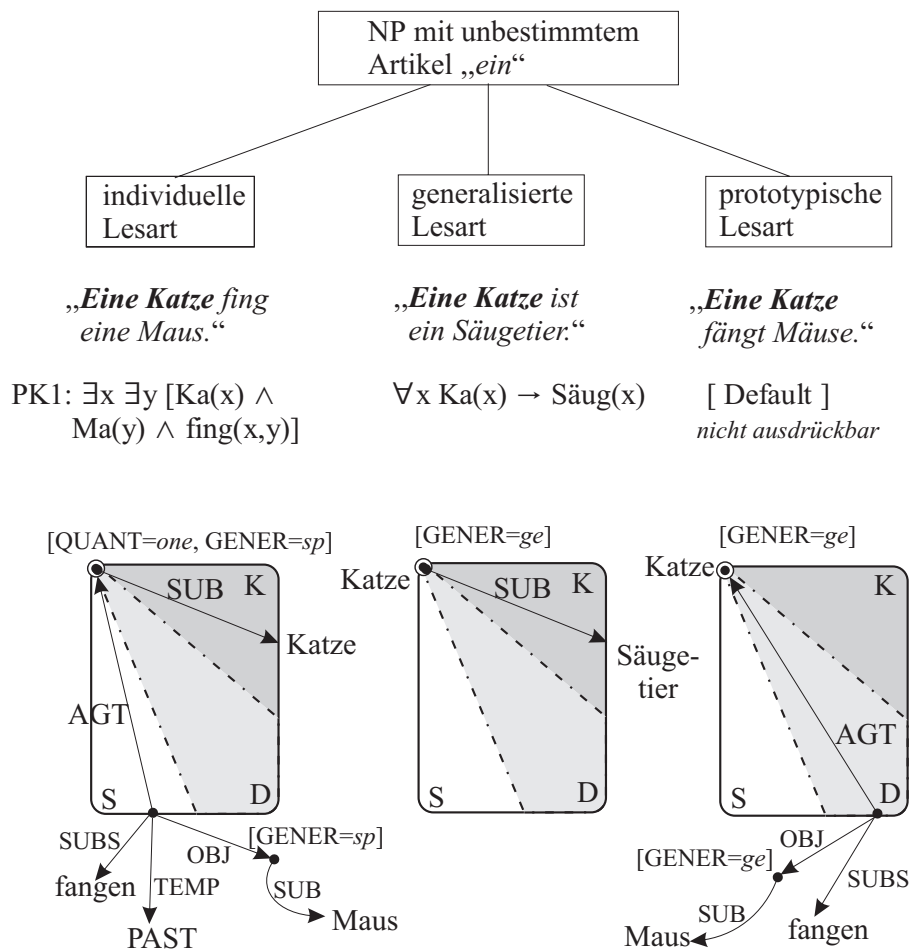 NP mit unbestimmtem
Artikel „ein“
individuelle
Lesart
generalisierte
Lesart
prototypische
Lesart
„Eine Katze fing
eine Maus.“
„Eine Katze ist
ein Säugetier.“
„Eine Katze
fängt Mäuse.“
PK1: ∃x ∃y [Ka(x) ∧
Ma(y) ∧ fing(x,y)]
∀x Ka(x) → Säug(x)
[ Default ]
nicht ausdrückbar
[QUANT=one, GENER=sp]
SUB
K
Katze
AGT
S
D
SUBS
fangen
TEMP
PAST
OBJ
[GENER=sp]
SUB
Maus
[GENER=ge]
Katze
SUB
K
Säuge-
tier
S
D
[GENER=ge]
Katze
K
AGT
S
D
OBJ
[GENER=ge]
SUBS
SUB
fangen
Maus